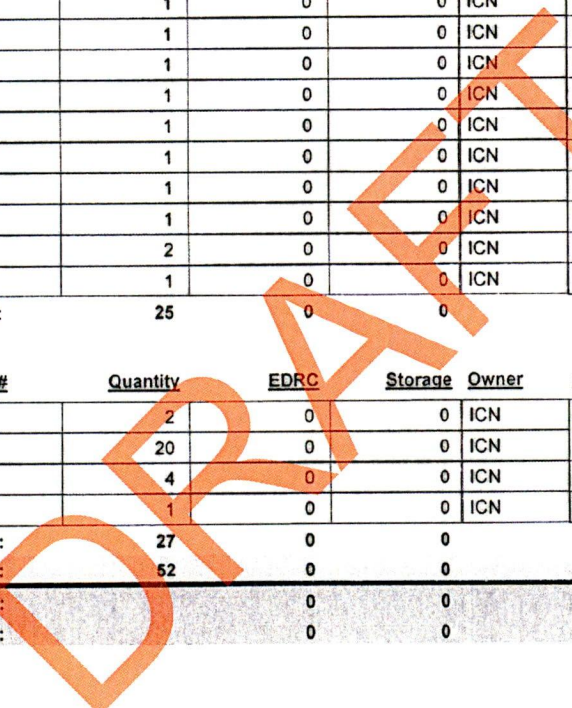 1 0 0 ICN
1 0 0 ICN
1 0 0 ICN
1 0 0 ICN
1 0 0 ICN
1 0 0 ICN
1 0 0 ICN
1 0 0 ICN
2 0 0 ICN
1 0 0 ICN
: 25 0 0
# Quantity EDRC Storage Owner
2 0 0 ICN
20 0 0 ICN
4 0 0 ICN
1 0 0 ICN
: 27 0 0
: 52 0 0
: 0 0
: 0 0
DRAFT